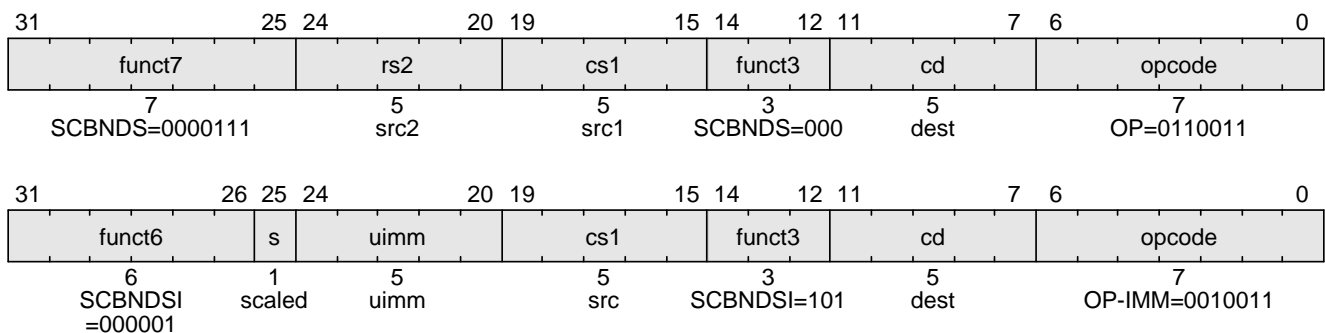 31 25 24 20 19 15 14 12 11 7 6 0
funct7 rs2 cs1 funct3 cd opcode
7 5 5 3 5 7
SCBNDS=0000111 src2 src1 SCBNDS=000 dest OP=0110011
31 26 25 24 20 19 15 14 12 11 7 6 0
funct6 s uimm cs1 funct3 cd opcode
6 1 5 5 3 5 7
SCBNDSI scaled uimm src SCBNDSI=101 dest OP-IMM=0010011
=000001